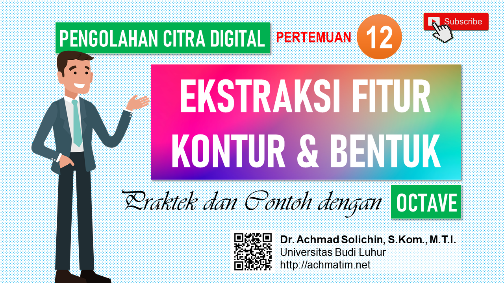 Subscribe
PENGOLAHAN CITRA DIGITAL PERTEMUAN 12
EKSTRAKSI FITUR
KONTUR & BENTUK
Praktek dan Contoh dengan OCTAVE
Dr. Achmad Solichin, S.Kom., M.T.I.
Universitas Budi Luhur
http://achmatim.net